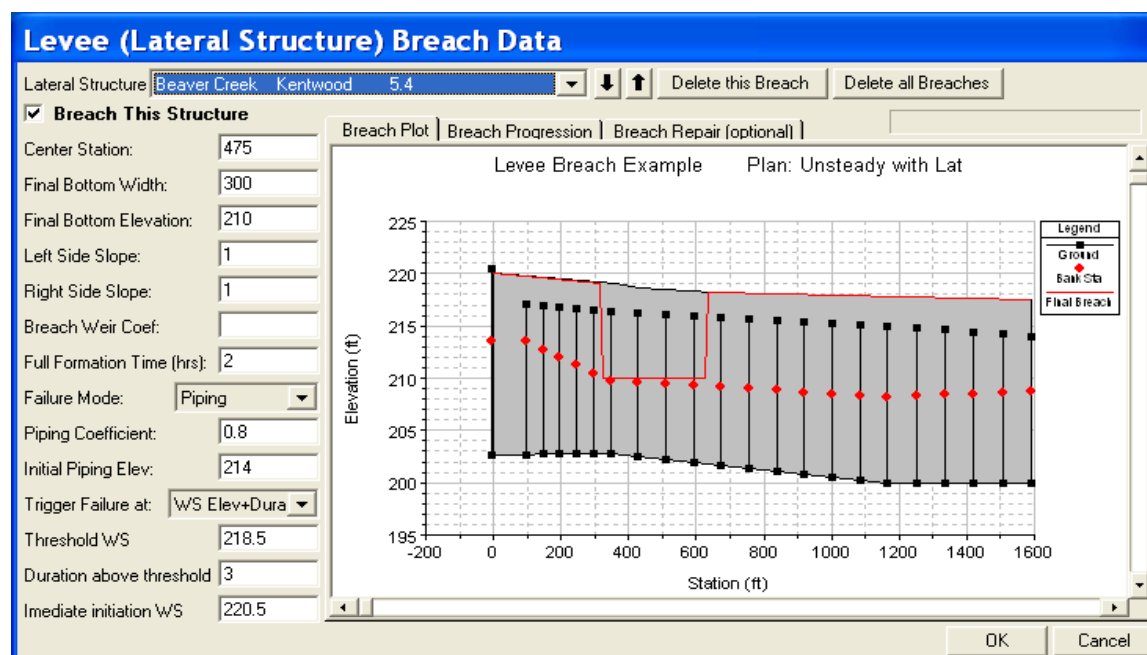 Levee (Lateral Structure) Breach Data
Lateral Structure Beaver Creek Kentwood 5.4
Delete this Breach
Delete all Breaches
Breach This Structure
Center Station: 475
Final Bottom Width: 300
Final Bottom Elevation: 210
Left Side Slope: 1
Right Side Slope: 1
Breach Weir Coef:
Full Formation Time (hrs): 2
Failure Mode: Piping
Piping Coefficient: 0.8
Initial Piping Elev: 214
Trigger Failure at: WS Elev+Dura
Threshold WS 218.5
Duration above threshold 3
Imediate initiation WS 220.5
Breach Plot
Breach Progression
Breach Repair (optional)
Levee Breach Example Plan: Unsteady with Lat
225
220
215
210
205
200
195
Elevation (ft)
-200 0 200 400 600 800 1000 1200 1400 1600
Station (ft)
Legend
Ground
Bank Sta
Final Breach
OK
Cancel